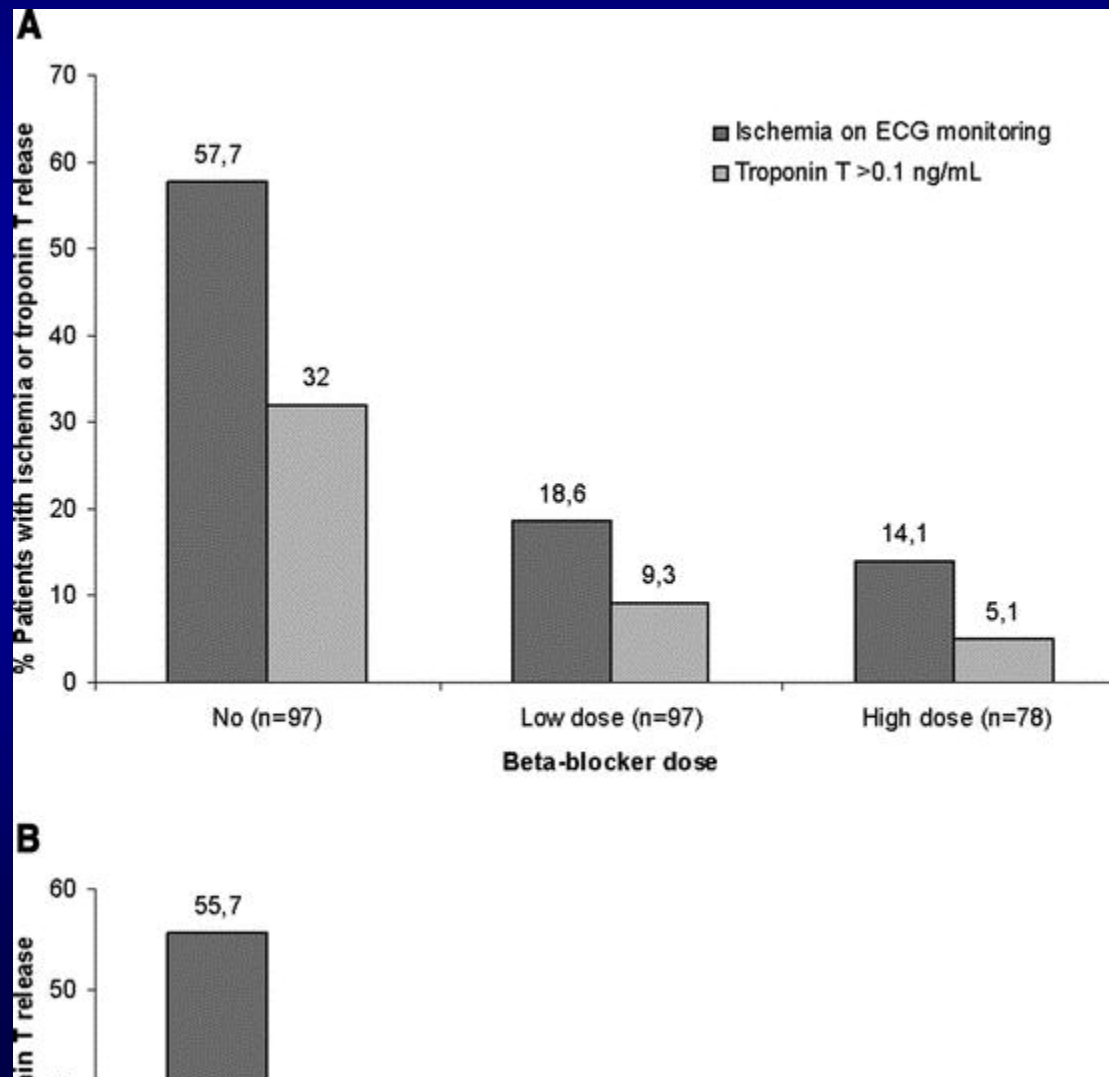 A
70
60
50
40
30
20
10
0
% Patients with ischemia or troponin T release
Ischemia on ECG monitoring
Troponin T >0.1 ng/mL
57,7
32
18,6
9,3
14,1
5,1
No (n=97)
Low dose (n=97)
High dose (n=78)
Beta-blocker dose
B
60
50
55,7
T release